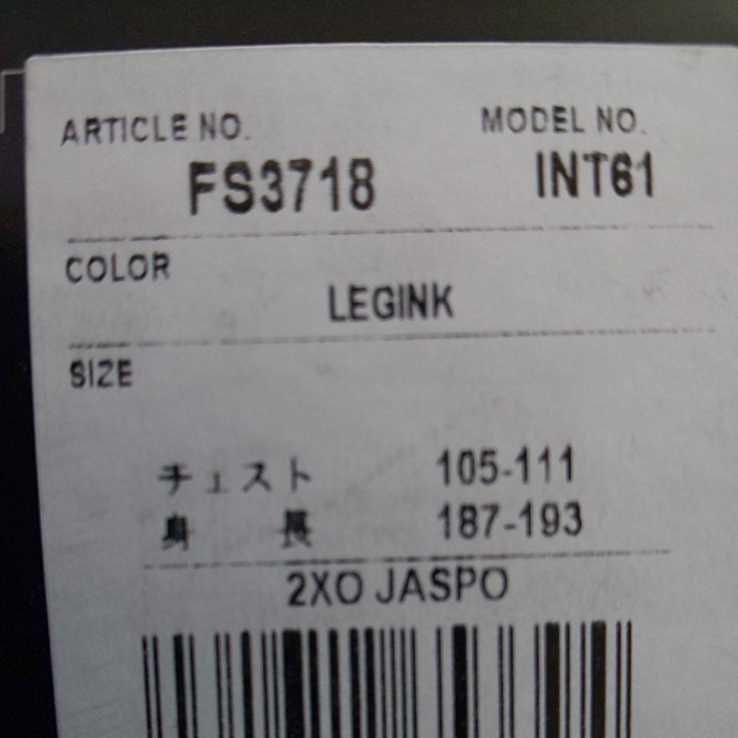 ARTICLE NO. MODEL NO.
FS3718 INT61
COLOR
LEGINK
SIZE
チェスト 105-111
身長 187-193
2XO JASPO